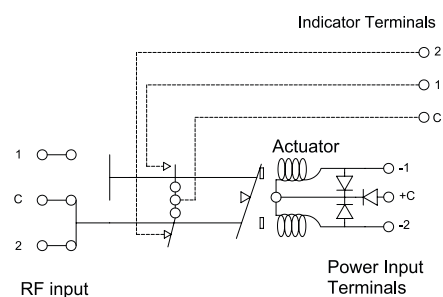 Indicator Terminals
2
1
C
Actuator
1
-1
C
+C
2
-2
RF input
Power Input
Terminals